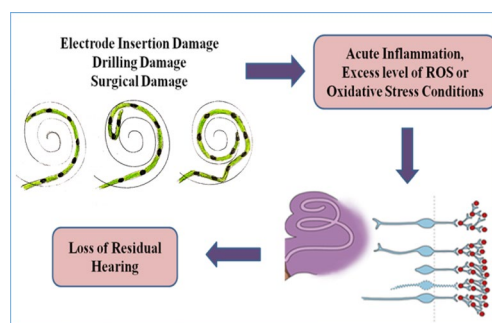 Electrode Insertion Damage
Drilling Damage
Surgical Damage
Acute Inflammation,
Excess level of ROS or
Oxidative Stress Conditions
Loss of Residual
Hearing